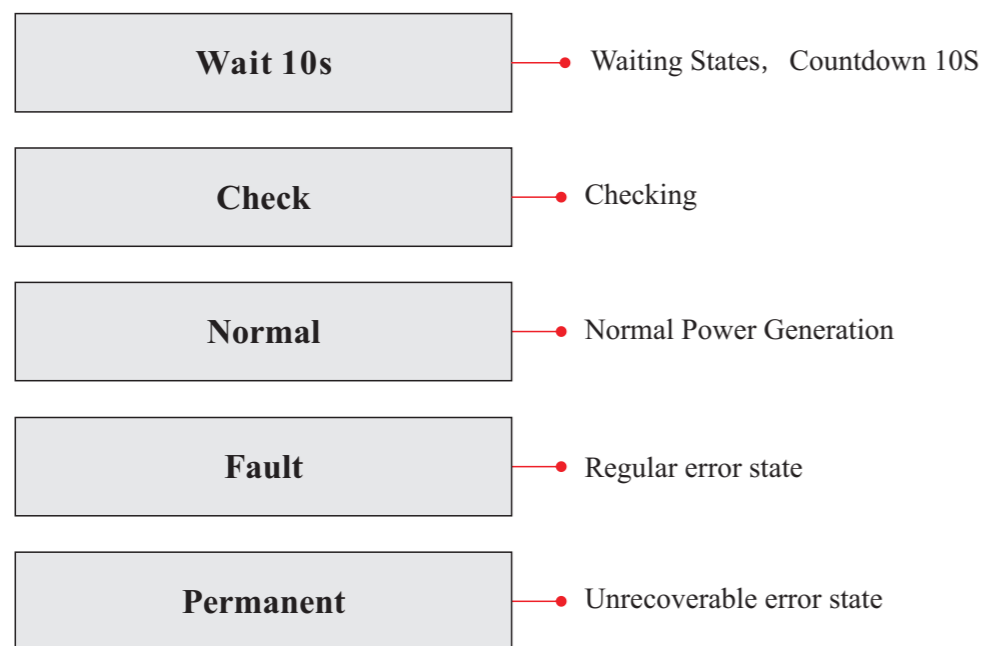 Wait 10s
Waiting States, Countdown 10S
Check
Checking
Normal
Normal Power Generation
Fault
Regular error state
Permanent
Unrecoverable error state